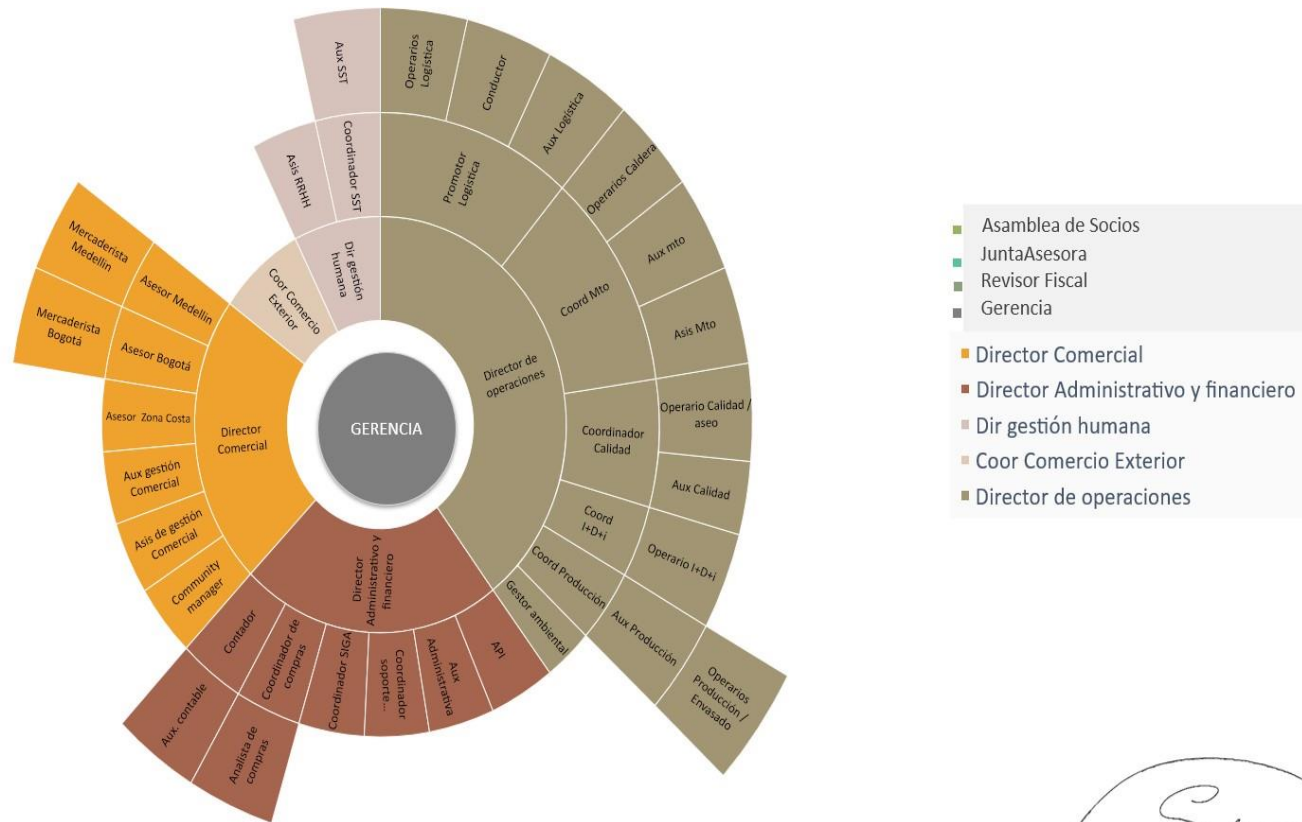 Aux SST
Operarios
Logística
Conductor
Aux Logística
Operarios Caldera
Aux mto
Asis Mto
Operario Calidad /
aseo
Aux Calidad
Operario I+D+i
Aux Producción
Operarios
Producción /
Envasado
Asis RRHH
Coordinador SST
Promotor
Logística
Coord Mto
Coordinador
Calidad
Coord
I+D+i
Coord Producción
Gestor ambiental
Coor Comercio
Exterior
Dir gestión
humana
Director de
operaciones
GERENCIA
Mercaderista
Medellin
Mercaderista
Bogotá
Asesor Medellin
Asesor Bogotá
Asesor Zona Costa
Aux gestión
Comercial
Asis de gestión
Comercial
Community
manager
Director
Comercial
Director
Administrativo y
financiero
Contador
Coordinador de
compras
Coordinador SIGA
Coordinador
soporte...
Aux
Administrativa
API
Aux. contable
Analista de
compras
Asamblea de Socios
JuntaAsesora
Revisor Fiscal
Gerencia
Director Comercial
Director Administrativo y financiero
Dir gestión humana
Coor Comercio Exterior
Director de operaciones